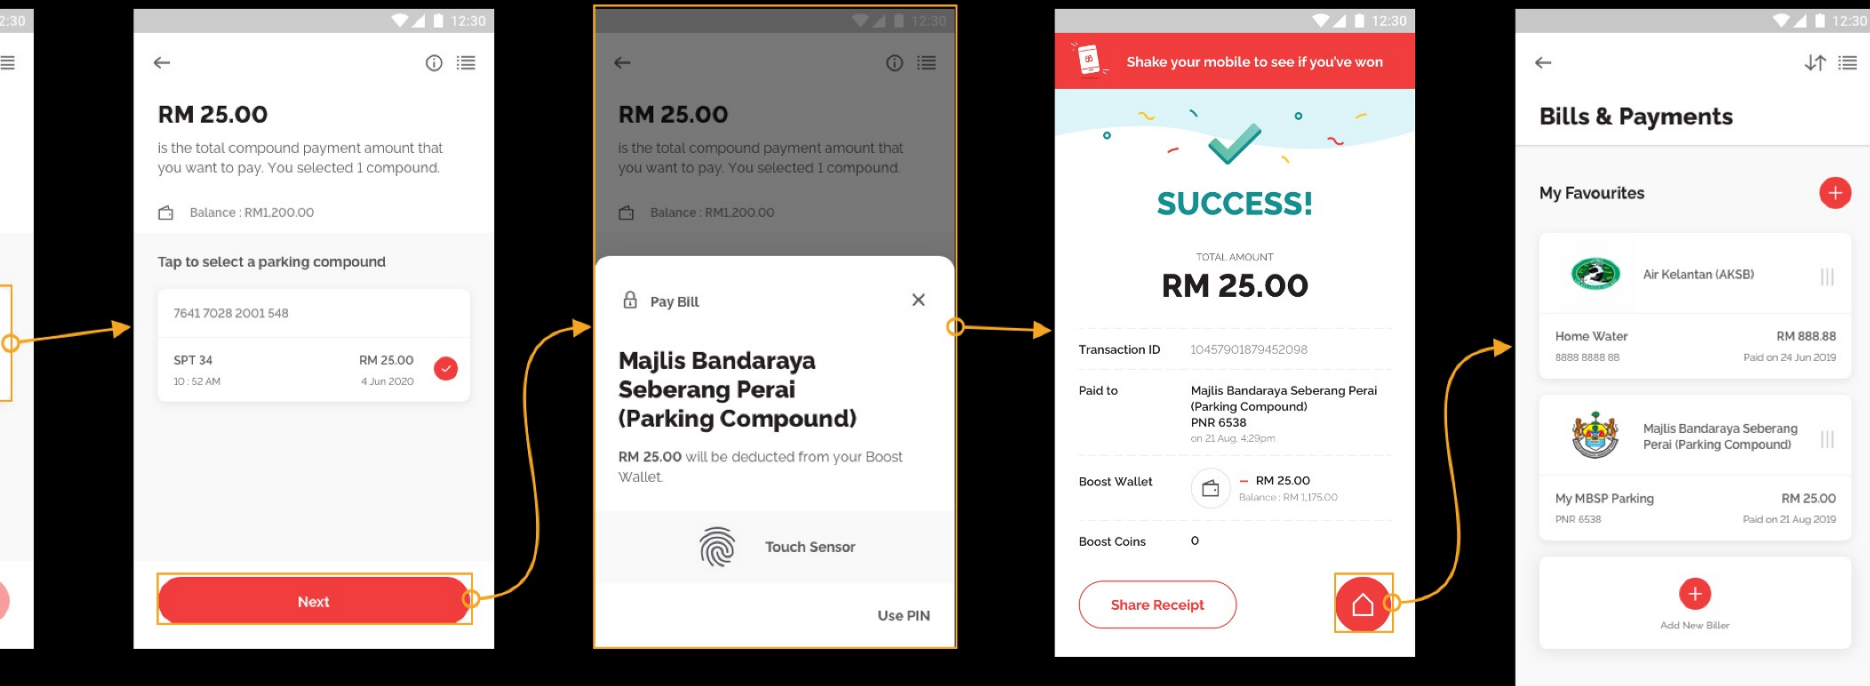 2:30
12:30
RM 25.00
is the total compound payment amount that
you want to pay. You selected 1 compound.
Balance : RM1,200.00
Tap to select a parking compound
7641 7028 2001 548
SPT 34 RM 25.00
10 : 52 AM 4 Jun 2020
Next
12:30
RM 25.00
is the total compound payment amount that
you want to pay. You selected 1 compound.
Balance : RM1,200.00
Pay Bill
Majlis Bandaraya
Seberang Perai
(Parking Compound)
RM 25.00 will be deducted from your Boost
Wallet.
Touch Sensor
Use PIN
12:30
Shake your mobile to see if you've won
SUCCESS!
TOTAL AMOUNT
RM 25.00
Transaction ID 10457901879452098
Paid to Majlis Bandaraya Seberang Perai
(Parking Compound)
PNR 6538
on 21 Aug, 4:29pm
Boost Wallet – RM 25.00
Balance : RM 1,175.00
Boost Coins 0
Share Receipt
12:30
Bills & Payments
My Favourites
Air Kelantan (AKSB)
Home Water RM 888.88
8888 8888 88 Paid on 24 Jun 2019
Majlis Bandaraya Seberang
Perai (Parking Compound)
My MBSP Parking RM 25.00
PNR 6538 Paid on 21 Aug 2019
Add New Biller